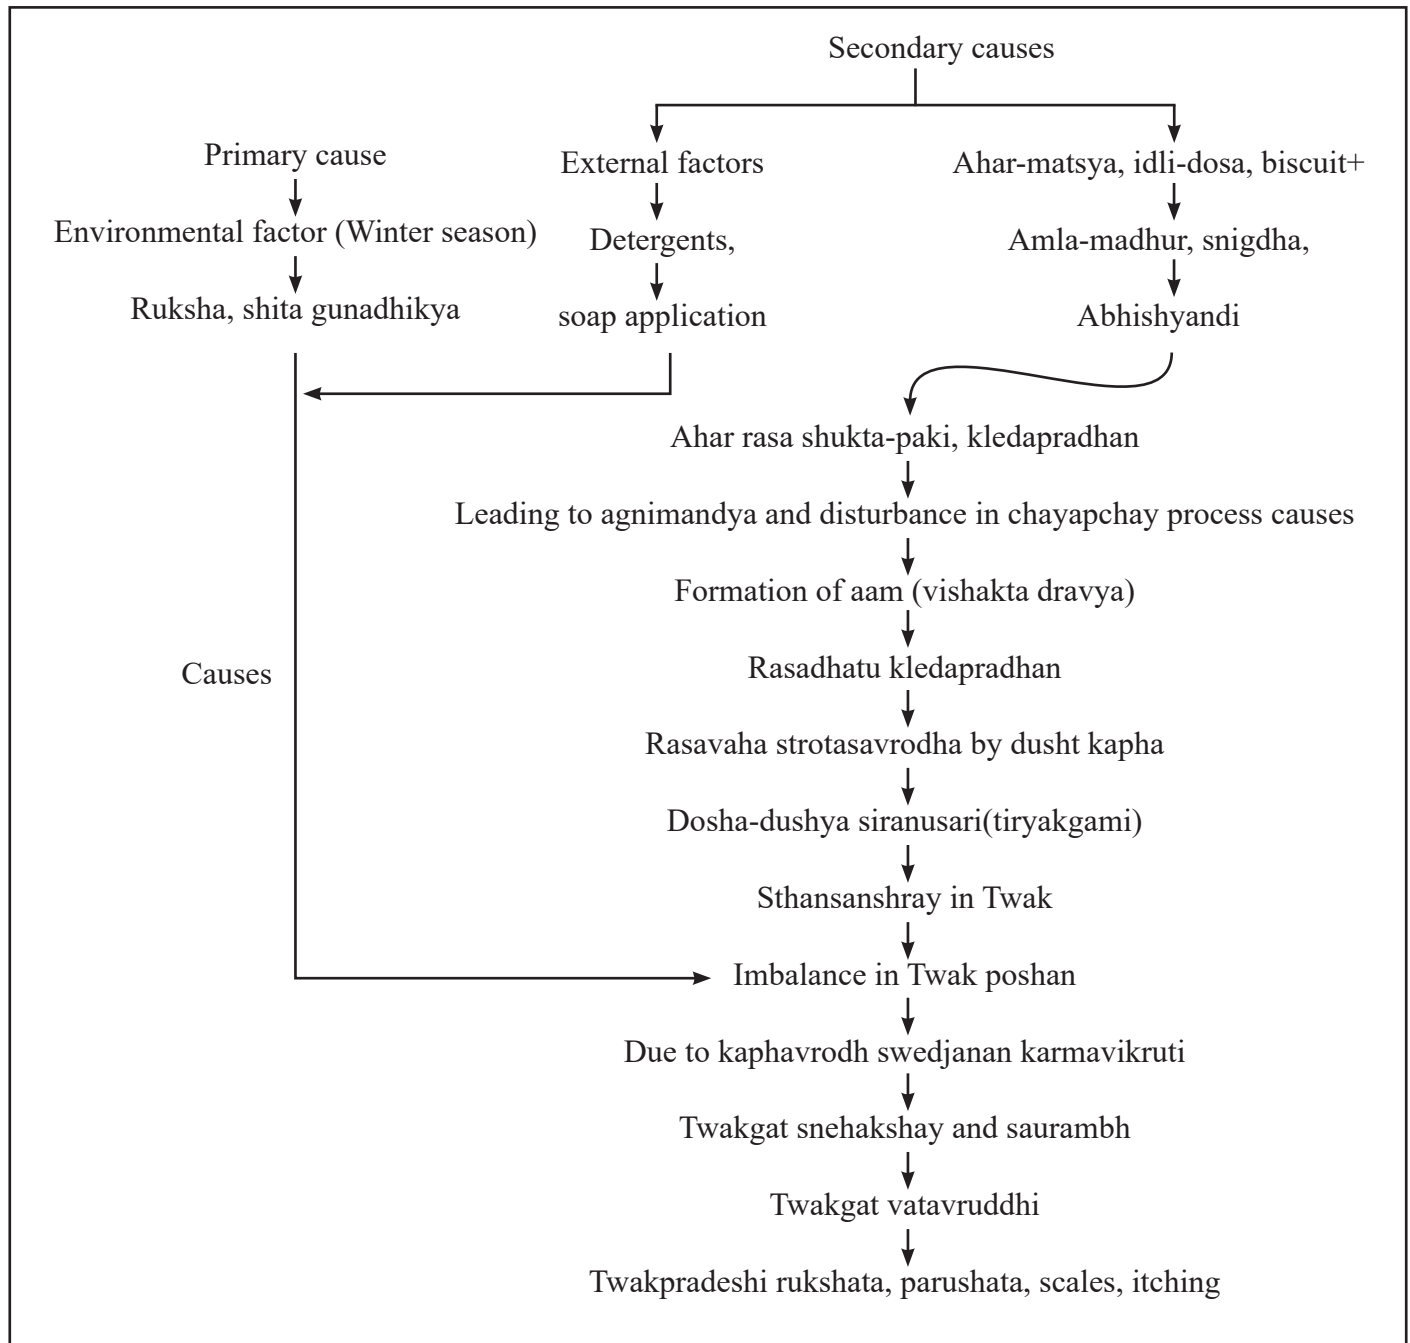 Secondary causes
Primary cause
External factors
Ahar-matsya, idli-dosa, biscuit+
Environmental factor (Winter season)
Detergents,
Amla-madhur, snigdha,
Ruksha, shita gunadhikya
soap application
Abhishyandi
Ahar rasa shukta-paki, kledapradhan
Leading to agnimandya and disturbance in chayapchay process causes
Formation of aam (vishakta dravya)
Rasadhatu kledapradhan
Causes
Rasavaha strotasavrodha by dusht kapha
Dosha-dushya siranusari(tiryakgami)
Sthansanshray in Twak
Imbalance in Twak poshan
Due to kaphavrodh swedjanan karmavikruti
Twakgat snehakshay and saurambh
Twakgat vatavruddhi
Twakpradeshi rukshata, parushata, scales, itching